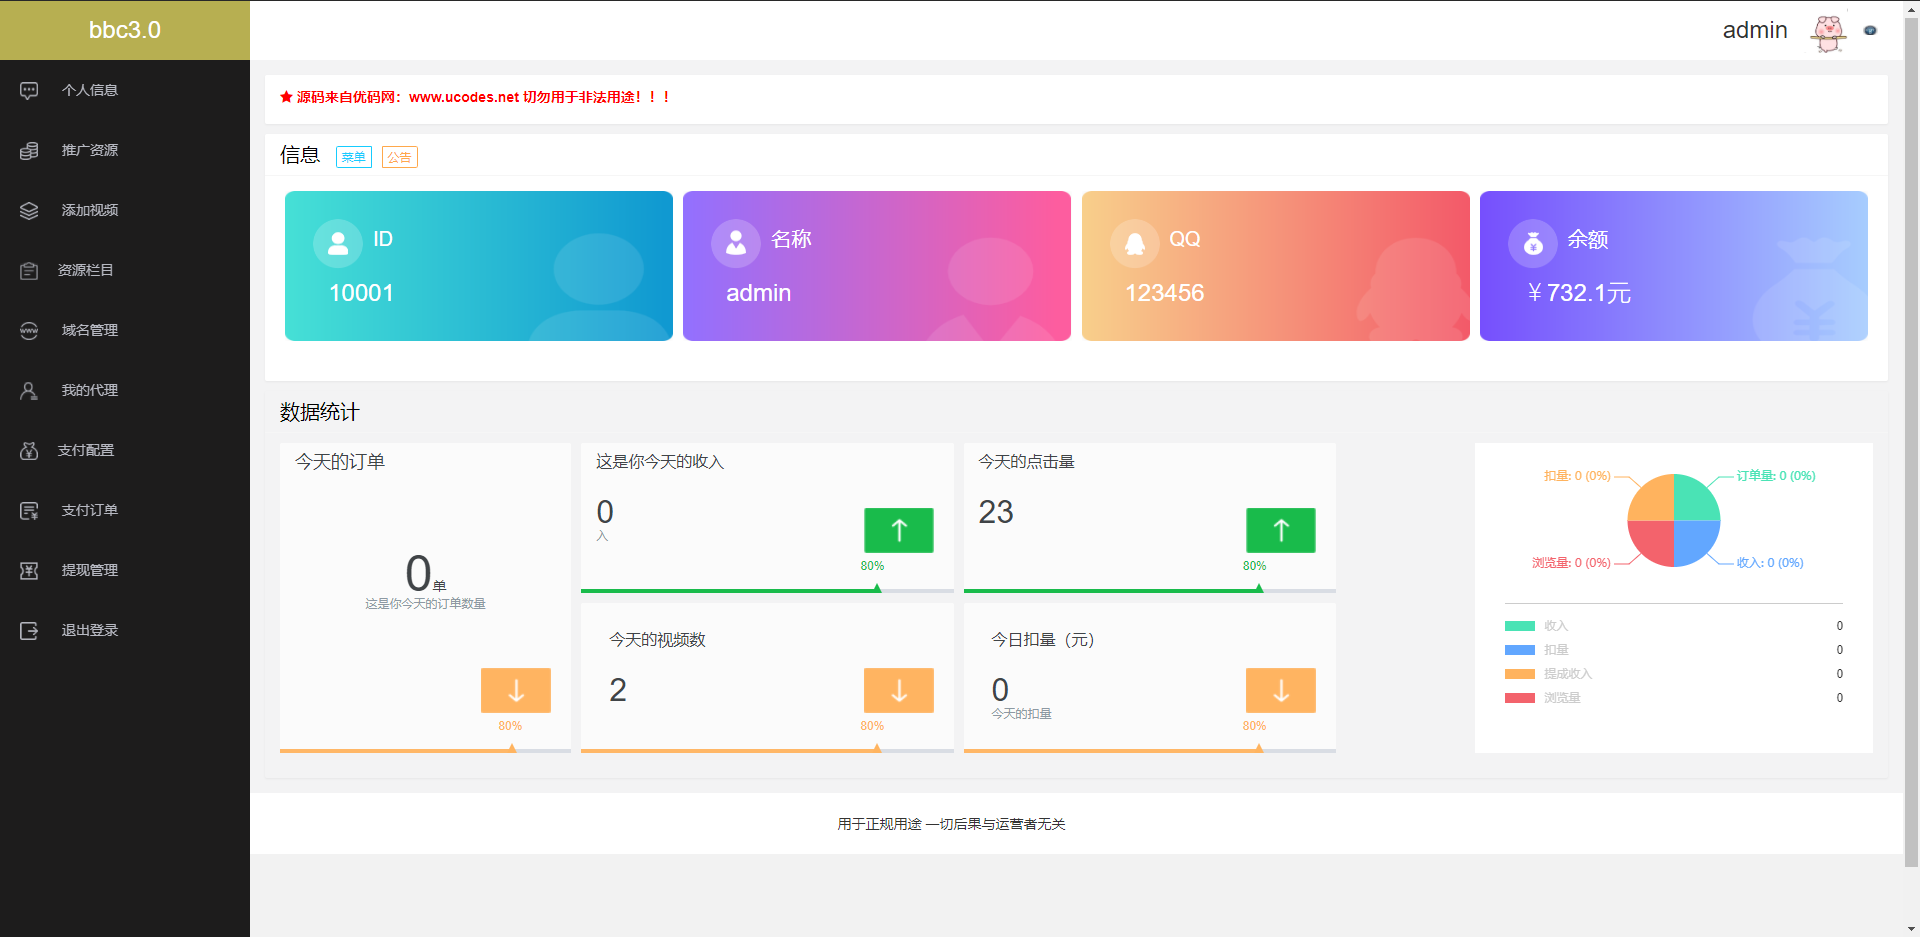 bbc3.0
admin
个人信息
推广资源
添加视频
资源栏目
域名管理
我的代理
支付配置
支付订单
提现管理
退出登录
★ 源码来自优码网：www.ucodes.net 切勿用于非法用途！！！
信息 菜单 公告
ID
10001
名称
admin
QQ
123456
余额
￥732.1元
数据统计
今天的订单
0单
这是你今天的订单数量
80%
这是你今天的收入
0
入
80%
今天的点击量
23
80%
今天的视频数
2
80%
今日扣量（元）
0
今天的扣量
80%
扣量: 0 (0%)
订单量: 0 (0%)
浏览量: 0 (0%)
收入: 0 (0%)
收入 0
扣量 0
提成收入 0
浏览量 0
用于正规用途 一切后果与运营者无关